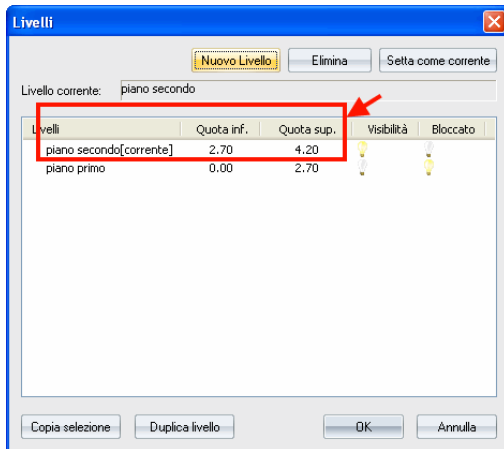 Livelli
Nuovo Livello Elimina Setta come corrente
Livello corrente: piano secondo
Livelli Quota inf. Quota sup. Visibilità Bloccato
piano secondo[corrente] 2.70 4.20
piano primo 0.00 2.70
Copia selezione Duplica livello OK Annulla